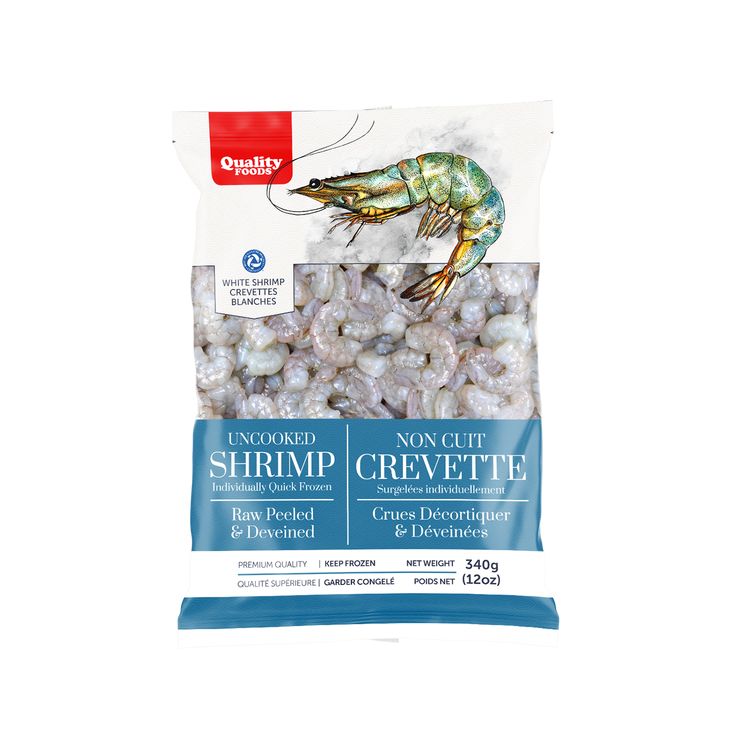 Quality
FOODS
WHITE SHRIMP
CREVETTES
BLANCHES
UNCOOKED
SHRIMP
Individually Quick Frozen
Raw Peeled
& Deveined
NON CUIT
CREVETTE
Surgelées individuellement
Crues Décortiquer
& Déveinées
PREMIUM QUALITY | KEEP FROZEN
QUALITÉ SUPÉRIEURE | GARDER CONGELÉ
NET WEIGHT
POIDS NET
340g
(12oz)